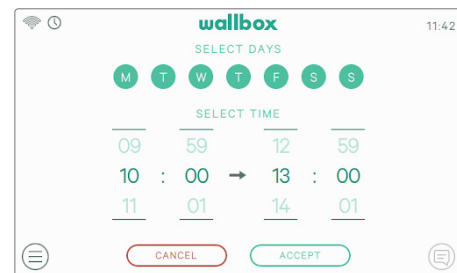 wallbox
11:42
SELECT DAYS
M T W T F S S
SELECT TIME
09 59 12 59
10 : 00 → 13 : 00
11 01 14 01
CANCEL ACCEPT